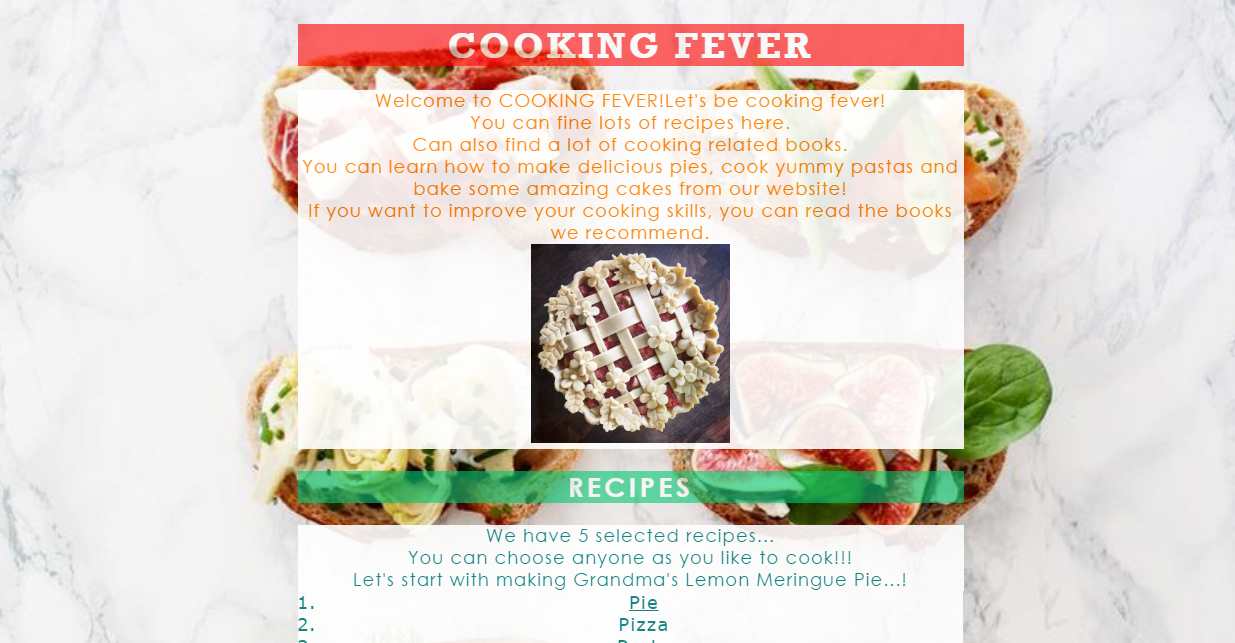 COOKING FEVER
Welcome to COOKING FEVER!Let's be cooking fever!
You can fine lots of recipes here.
Can also find a lot of cooking related books.
You can learn how to make delicious pies, cook yummy pastas and
bake some amazing cakes from our website!
If you want to improve your cooking skills, you can read the books
we recommend.
RECIPES
We have 5 selected recipes...
You can choose anyone as you like to cook!!!
Let's start with making Grandma's Lemon Meringue Pie...!
1. Pie
2. Pizza